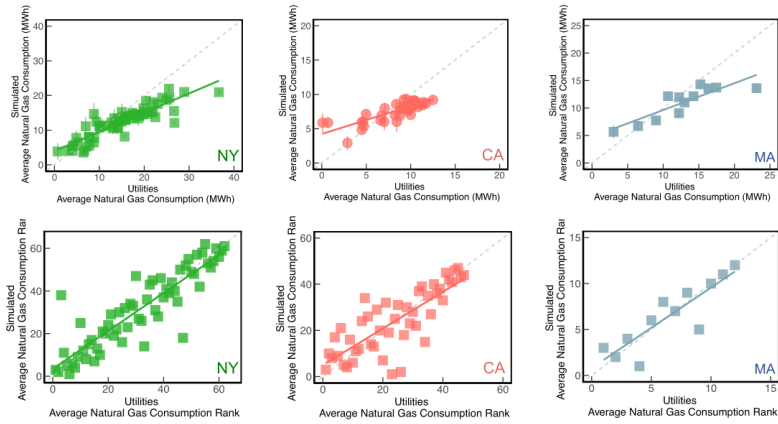 Simulated
Average Natural Gas Consumption (MWh)
40
30
20
10
0
NY
0 10 20 30 40
Utilities
Average Natural Gas Consumption (MWh)
Simulated
Average Natural Gas Consumption (MWh)
20
15
10
5
0
CA
0 5 10 15 20
Utilities
Average Natural Gas Consumption (MWh)
Simulated
Average Natural Gas Consumption (MWh)
25
20
15
10
5
0
MA
0 5 10 15 20 25
Utilities
Average Natural Gas Consumption (MWh)
Simulated
Average Natural Gas Consumption Ran
60
40
20
0
NY
0 20 40 60
Utilities
Average Natural Gas Consumption Rank
Simulated
Average Natural Gas Consumption Ran
60
40
20
0
CA
0 20 40 60
Utilities
Average Natural Gas Consumption Rank
Simulated
Average Natural Gas Consumption Ran
15
10
5
0
MA
0 5 10 15
Utilities
Average Natural Gas Consumption Rank